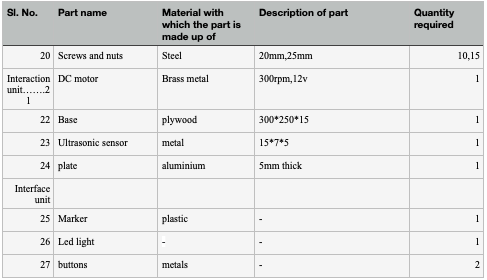 Sl. No. Part name Material with which the part is made up of Description of part Quantity required
20 Screws and nuts Steel 20mm,25mm 10,15
Interaction unit…….21 DC motor Brass metal 300rpm,12v 1
22 Base plywood 300*250*15 1
23 Ultrasonic sensor metal 15*7*5 1
24 plate aluminium 5mm thick 1
Interface unit
25 Marker plastic - 1
26 Led light - - 1
27 buttons metals - 2